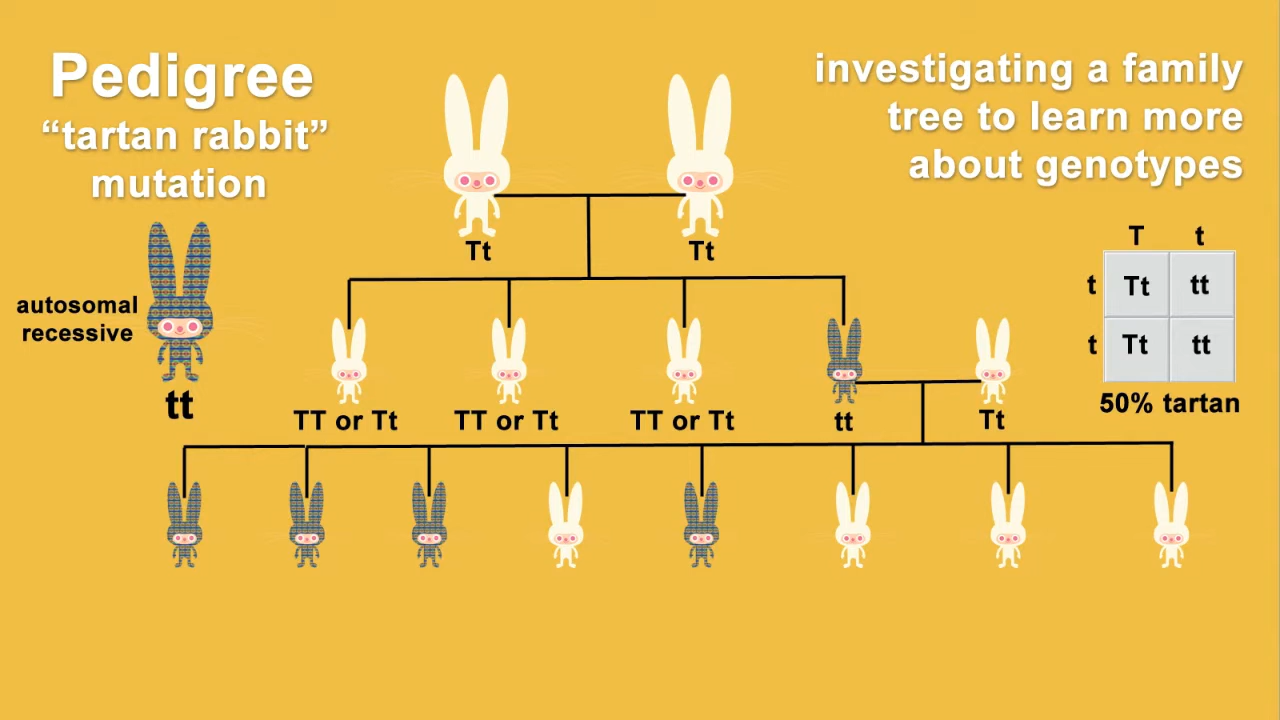 Pedigree
“tartan rabbit”
mutation
investigating a family
tree to learn more
about genotypes
autosomal
recessive
tt
Tt Tt
TT or Tt TT or Tt TT or Tt tt Tt
T t
t Tt tt
t Tt tt
50% tartan